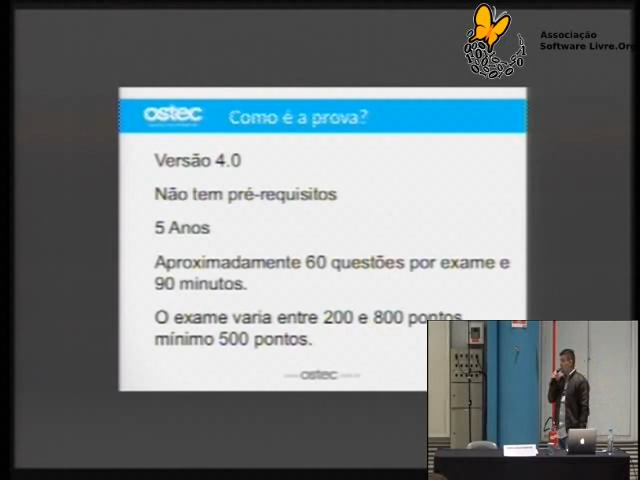 Associação
Software Livre.Or
ostec
Como é a prova?
Versão 4.0
Não tem pré-requisitos
5 Anos
Aproximadamente 60 questões por exame e
90 minutos.
O exame varia entre 200 e 800 pontos
mínimo 500 pontos.
ostec